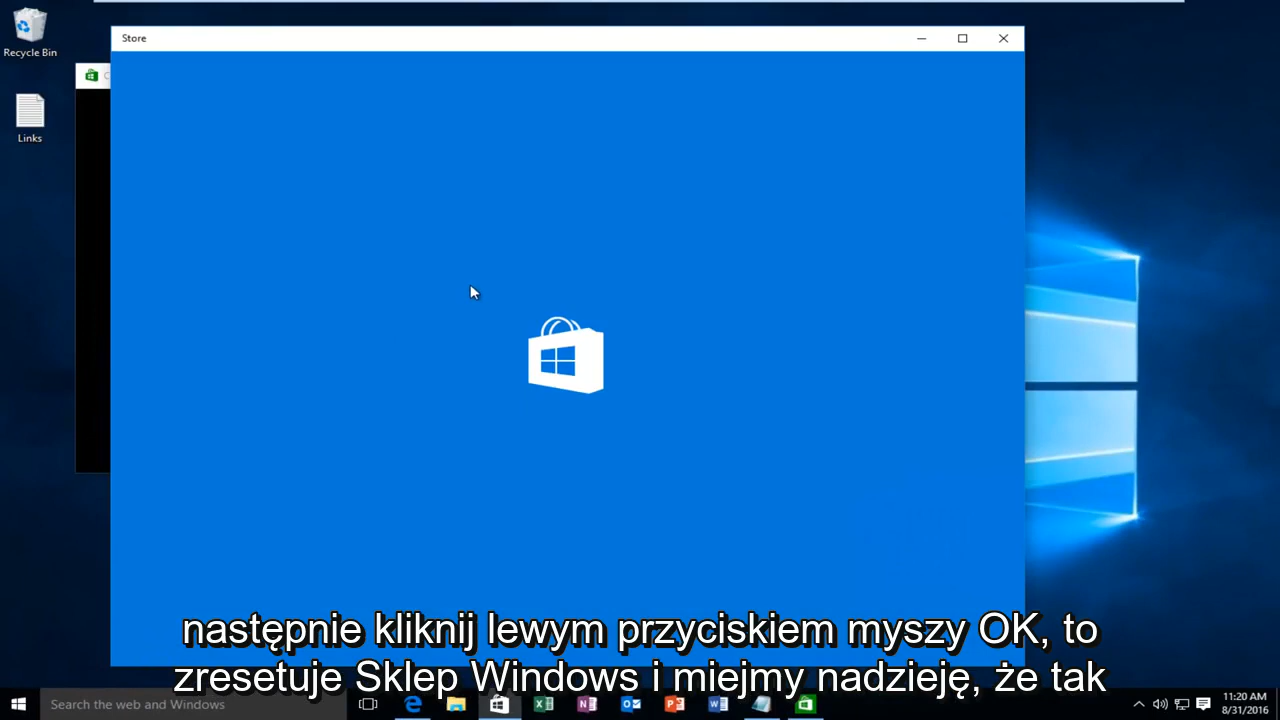 Store
Recycle Bin
C
Links
następnie kliknij lewym przyciskiem myszy OK, to
zresetuje Sklep Windows i miejmy nadzieję, że tak
Search the web and Windows
11:20 AM
8/31/2016